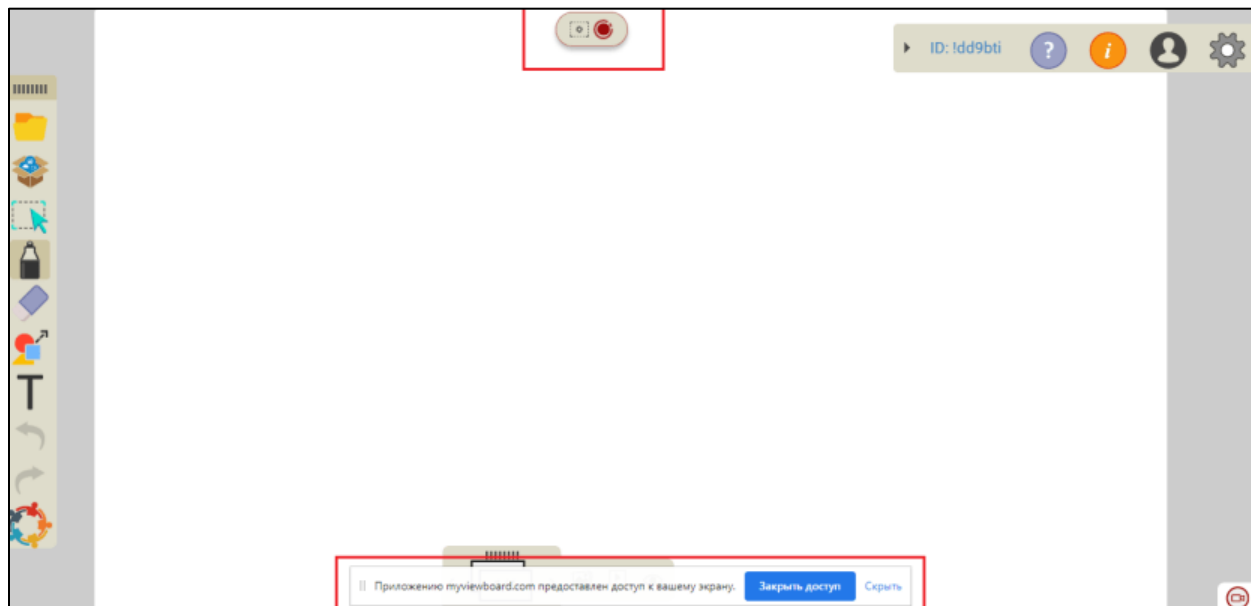 ID: !dd9bti
?
i
T
Приложению myviewboard.com предоставлен доступ к вашему экрану. Закрыть доступ Скрыть